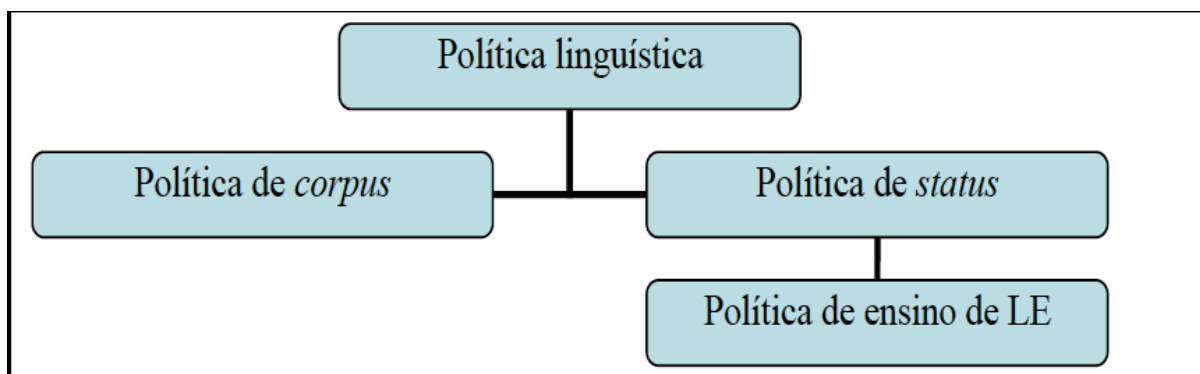 Política linguística
Política de corpus
Política de status
Política de ensino de LE